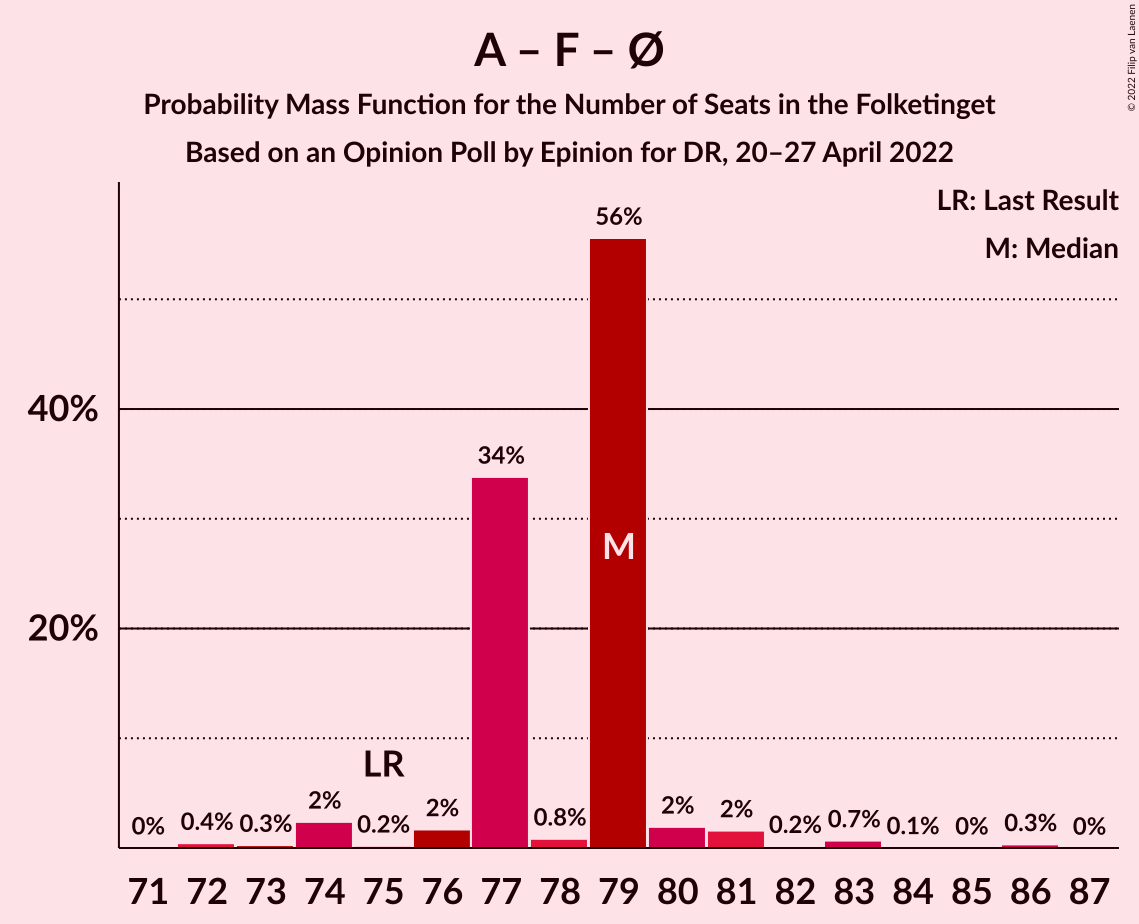 A – F – Ø
Probability Mass Function for the Number of Seats in the Folketinget
Based on an Opinion Poll by Epinion for DR, 20–27 April 2022
© 2022 Filip van Laenen
LR: Last Result
M: Median
56%
40%
34%
M
20%
LR
0% 0.4% 0.3% 2% 0.2% 2% 0.8% 2% 2% 0.2% 0.7% 0.1% 0% 0.3% 0%
71 72 73 74 75 76 77 78 79 80 81 82 83 84 85 86 87